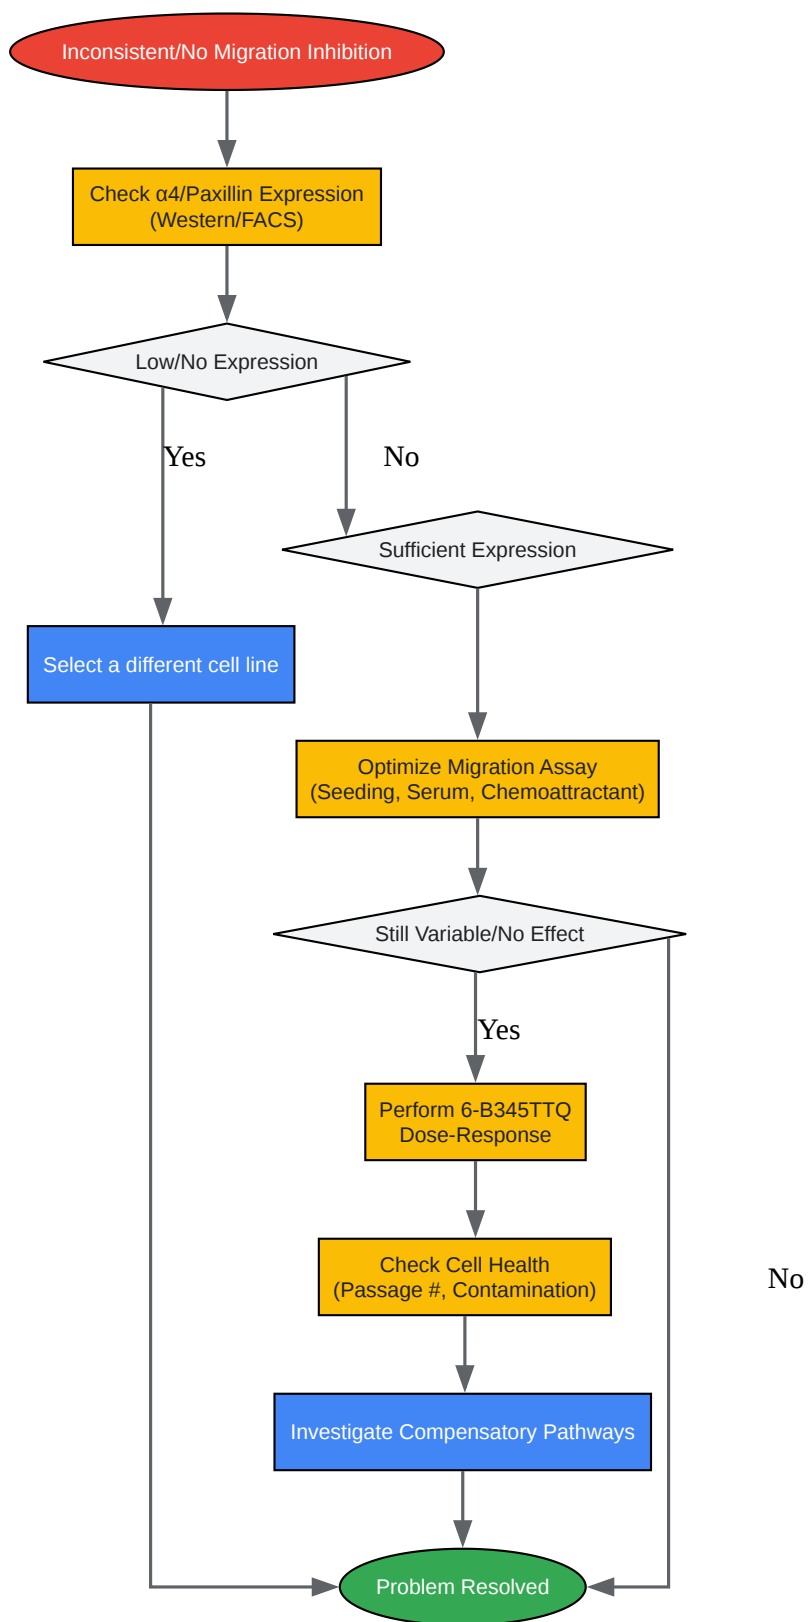 Inconsistent/No Migration Inhibition
Check α4/Paxillin Expression
(Western/FACS)
Low/No Expression
Yes
No
Sufficient Expression
Select a different cell line
Optimize Migration Assay
(Seeding, Serum, Chemoattractant)
Still Variable/No Effect
Yes
Perform 6-B345TTQ
Dose-Response
Check Cell Health
(Passage #, Contamination)
No
Investigate Compensatory Pathways
Problem Resolved